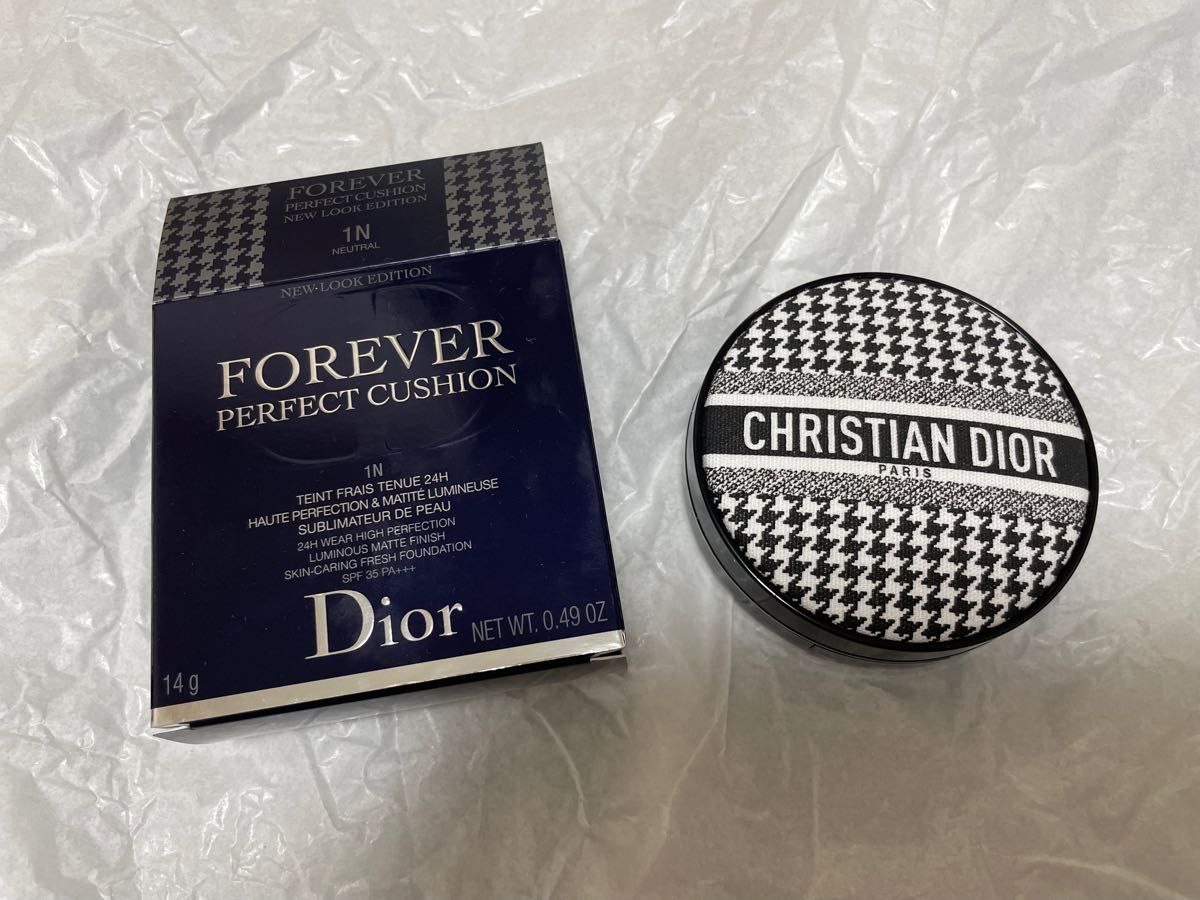 FOREVER
PERFECT CUSHION
NEW LOOK EDITION
1N
NEUTRAL
NEW LOOK EDITION
FOREVER
PERFECT CUSHION
1N
TEINT FRAIS TENUE 24H
HAUTE PERFECTION & MATITÉ LUMINEUSE
SUBLIMATEUR DE PEAU
24H WEAR HIGH PERFECTION
LUMINOUS MATTE FINISH
SKIN-CARING FRESH FOUNDATION
SPF 35 PA+++
Dior
NET WT. 0.49 OZ
14 g
CHRISTIAN DIOR
PARIS